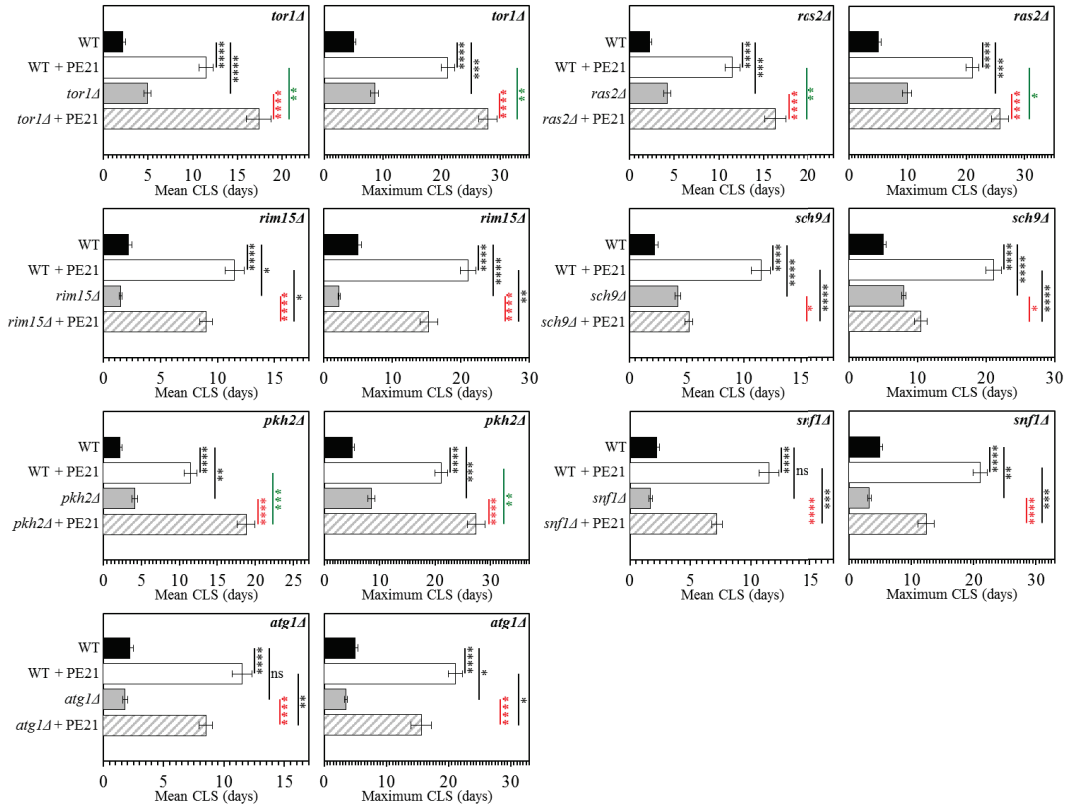 tor1Δ
WT
WT + PE21
tor1Δ
tor1Δ + PE21
**** **** **** **
0 5 10 15 20
Mean CLS (days)
tor1Δ
**** *** **** **
0 10 20 30
Maximum CLS (days)
ras2Δ
WT
WT + PE21
ras2Δ
ras2Δ + PE21
**** *** **** **
0 5 10 15 20
Mean CLS (days)
ras2Δ
**** *** **** *
0 10 20 30
Maximum CLS (days)
rim15Δ
WT
WT + PE21
rim15Δ
rim15Δ + PE21
**** * **** *
0 5 10 15
Mean CLS (days)
rim15Δ
**** **** **** **
0 10 20 30
Maximum CLS (days)
sch9Δ
WT
WT + PE21
sch9Δ
sch9Δ + PE21
**** **** * ****
0 5 10 15
Mean CLS (days)
sch9Δ
**** **** * ****
0 10 20 30
Maximum CLS (days)
pkh2Δ
WT
WT + PE21
pkh2Δ
pkh2Δ + PE21
**** ** **** ***
0 5 10 15 20 25
Mean CLS (days)
pkh2Δ
**** *** **** **
0 10 20 30
Maximum CLS (days)
snf1Δ
WT
WT + PE21
snf1Δ
snf1Δ + PE21
**** ns **** ***
0 5 10 15
Mean CLS (days)
snf1Δ
**** ** **** ***
0 10 20 30
Maximum CLS (days)
atg1Δ
WT
WT + PE21
atg1Δ
atg1Δ + PE21
**** ns **** **
0 5 10 15
Mean CLS (days)
atg1Δ
**** * **** *
0 10 20 30
Maximum CLS (days)